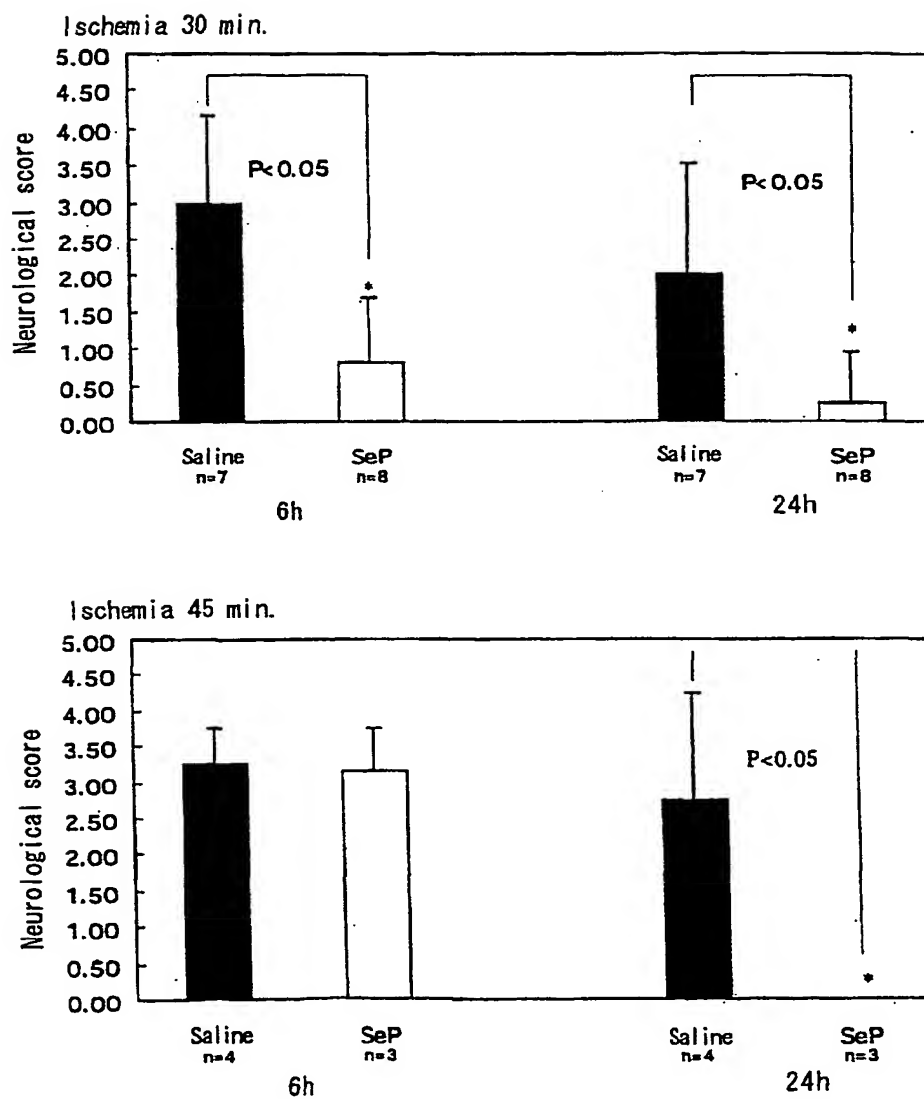 Ischemia 30 min.
Neurological score
5.00
4.50
4.00
3.50
3.00
2.50
2.00
1.50
1.00
0.50
0.00
P<0.05
*
P<0.05
*
Saline
n=7
SeP
n=8
6h
Saline
n=7
SeP
n=8
24h
Ischemia 45 min.
Neurological score
5.00
4.50
4.00
3.50
3.00
2.50
2.00
1.50
1.00
0.50
0.00
P<0.05
*
Saline
n=4
SeP
n=3
6h
Saline
n=4
SeP
n=3
24h